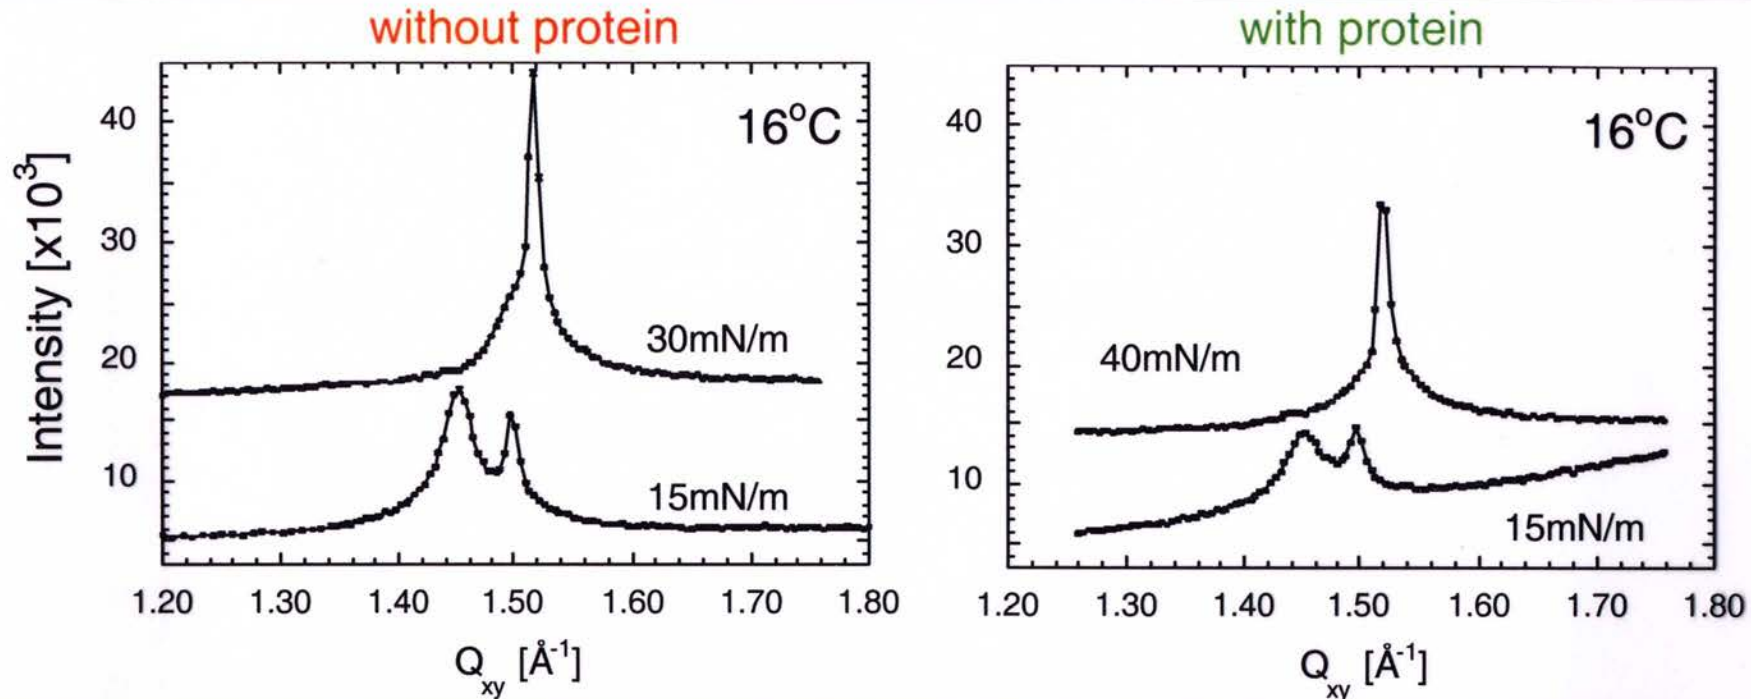 without protein
with protein
16°C
40
30
20
10
30mN/m
15mN/m
Intensity [x10³]
1.20 1.30 1.40 1.50 1.60 1.70 1.80
Qxy [Å⁻¹]
16°C
40
30
20
10
40mN/m
15mN/m
1.20 1.30 1.40 1.50 1.60 1.70 1.80
Qxy [Å⁻¹]